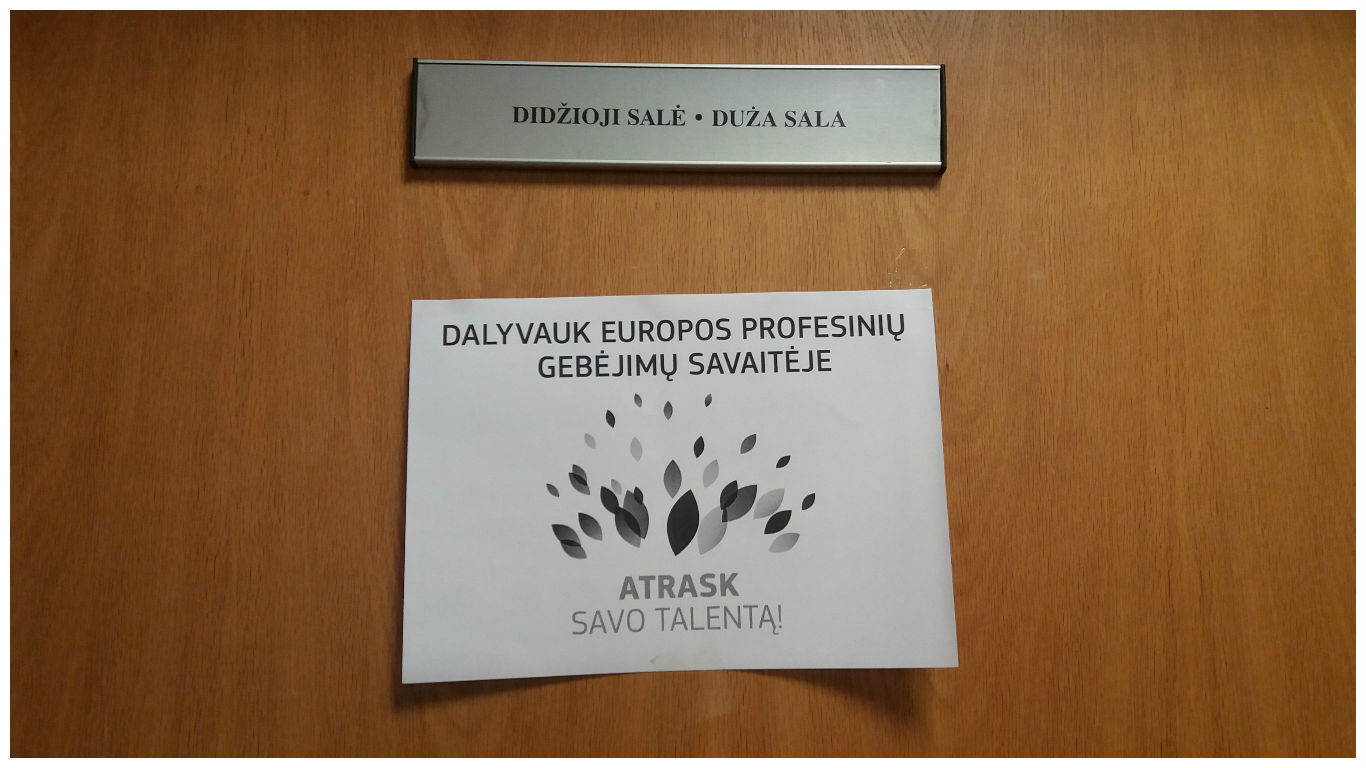 DIDŽIOJI SALĖ • DUŻA SALA
DALYVAUK EUROPOS PROFESINIŲ
GEBĖJIMŲ SAVAITĖJE
ATRASK
SAVO TALENTĄ!